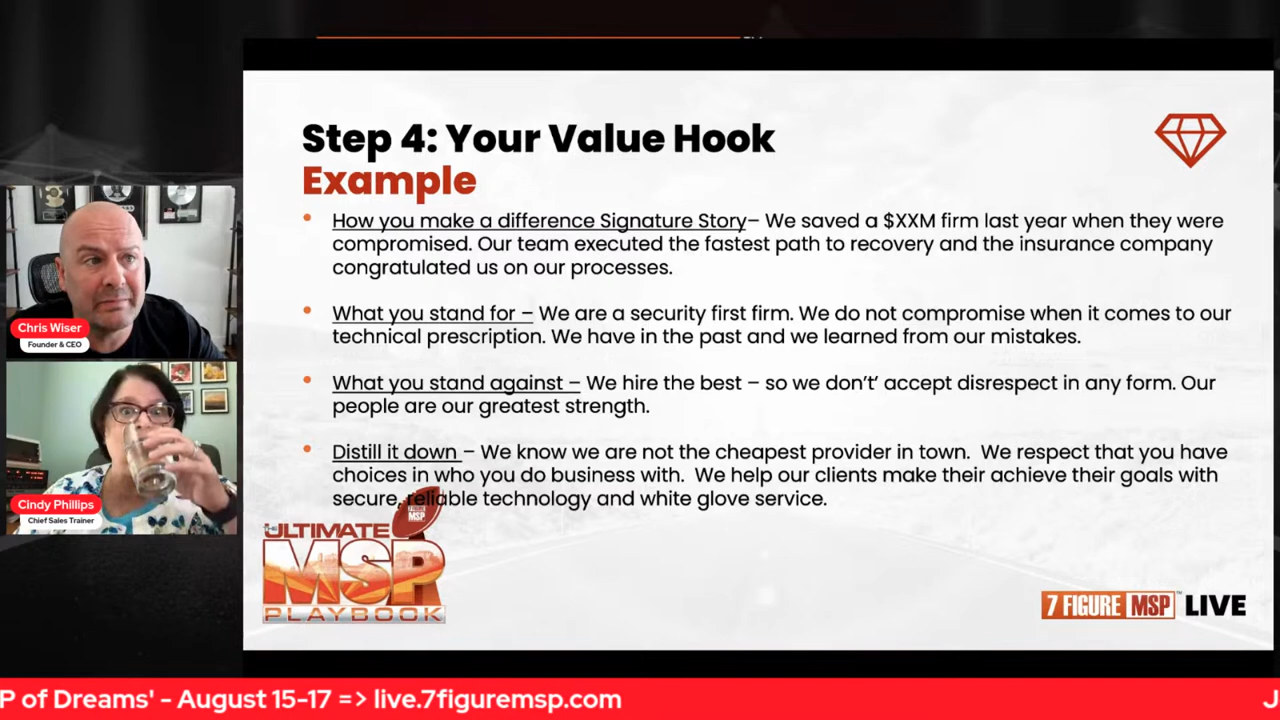 Step 4: Your Value Hook
Example
• How you make a difference Signature Story– We saved a $XXM firm last year when they were
compromised. Our team executed the fastest path to recovery and the insurance company
congratulated us on our processes.
• What you stand for – We are a security first firm. We do not compromise when it comes to our
technical prescription. We have in the past and we learned from our mistakes.
• What you stand against – We hire the best – so we don't' accept disrespect in any form. Our
people are our greatest strength.
• Distill it down – We know we are not the cheapest provider in town. We respect that you have
choices in who you do business with. We help our clients make their achieve their goals with
secure, reliable technology and white glove service.
Chris Wiser
Founder & CEO
Cindy Phillips
Chief Sales Trainer
THE ULTIMATE
7 FIGURE
MSP
MSP
PLAYBOOK
7 FIGURE MSP™ LIVE
P of Dreams' - August 15-17 => live.7figuremsp.com
J